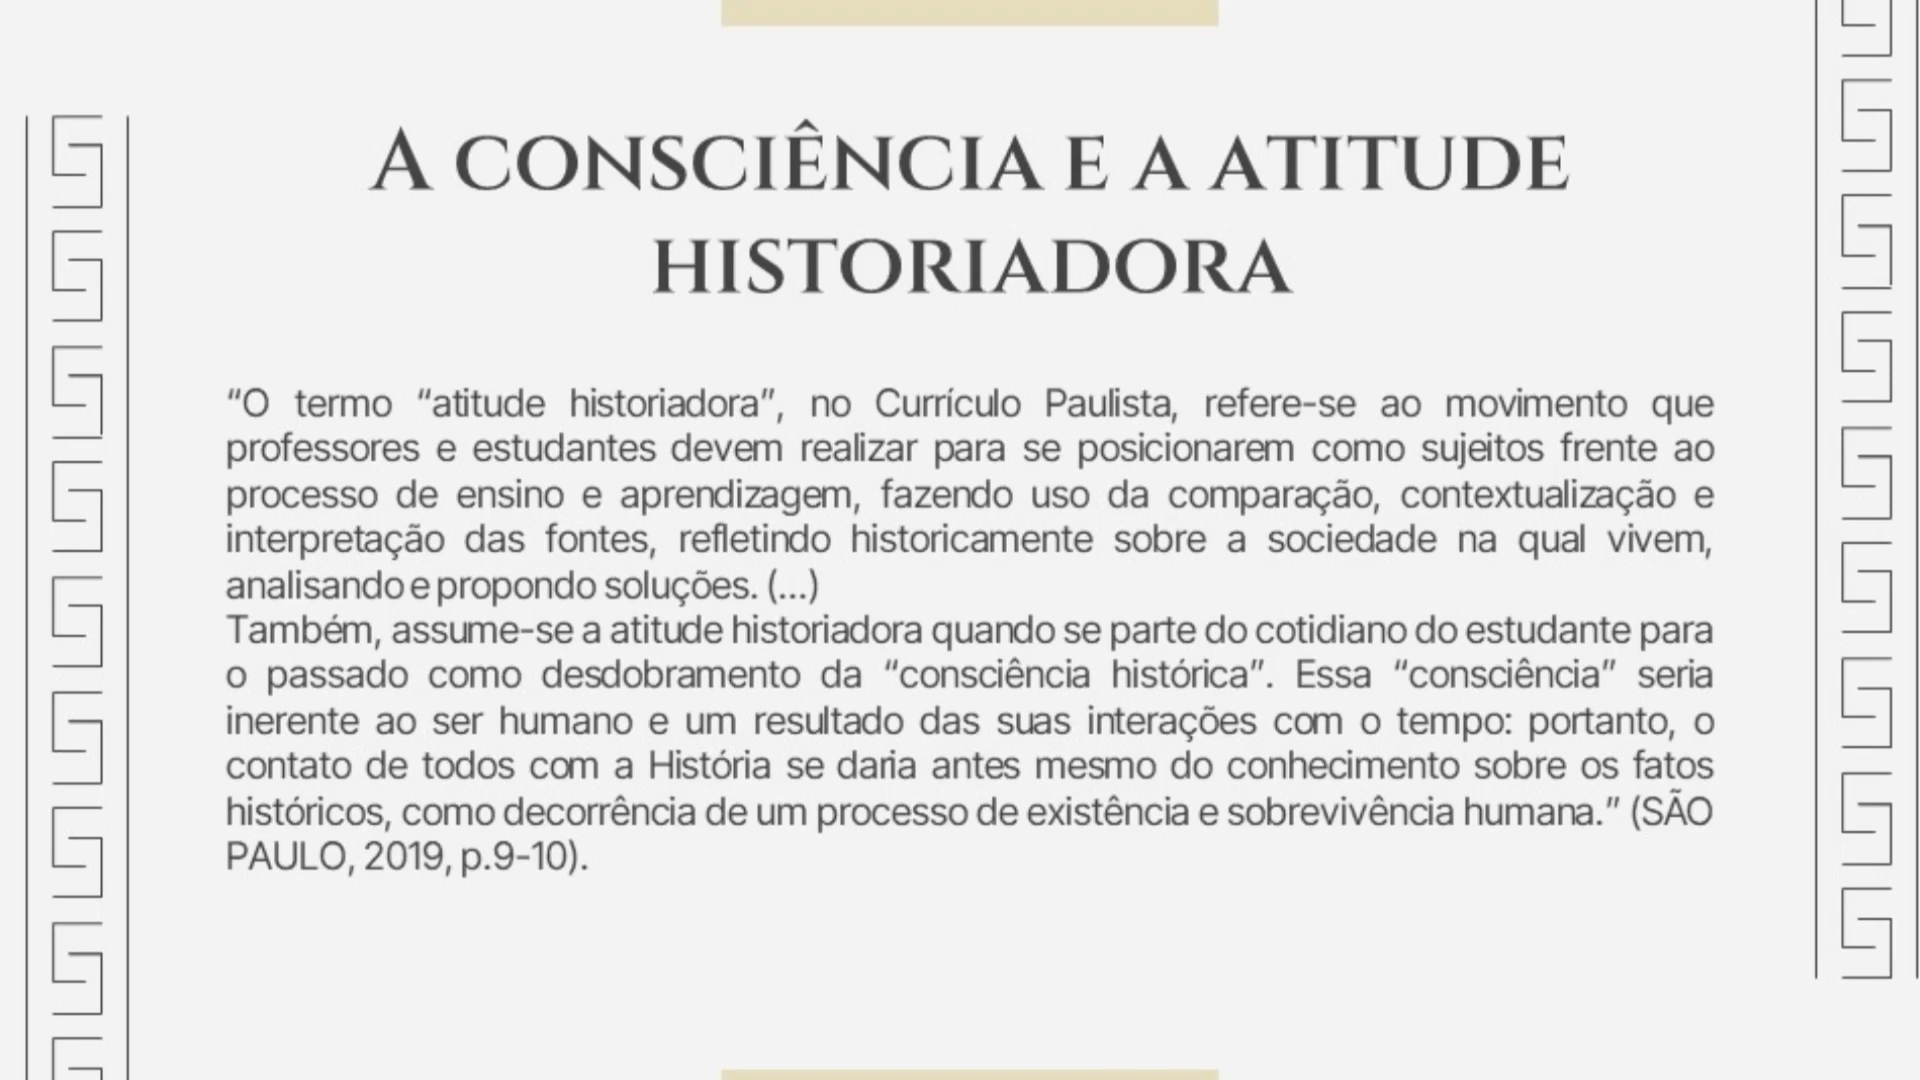 A CONSCIÊNCIA E A ATITUDE
HISTORIADORA
“O termo “atitude historiadora”, no Currículo Paulista, refere-se ao movimento que
professores e estudantes devem realizar para se posicionarem como sujeitos frente ao
processo de ensino e aprendizagem, fazendo uso da comparação, contextualização e
interpretação das fontes, refletindo historicamente sobre a sociedade na qual vivem,
analisando e propondo soluções. (...)
Também, assume-se a atitude historiadora quando se parte do cotidiano do estudante para
o passado como desdobramento da “consciência histórica”. Essa “consciência” seria
inerente ao ser humano e um resultado das suas interações com o tempo: portanto, o
contato de todos com a História se daria antes mesmo do conhecimento sobre os fatos
históricos, como decorrência de um processo de existência e sobrevivência humana.” (SÃO
PAULO, 2019, p.9-10).